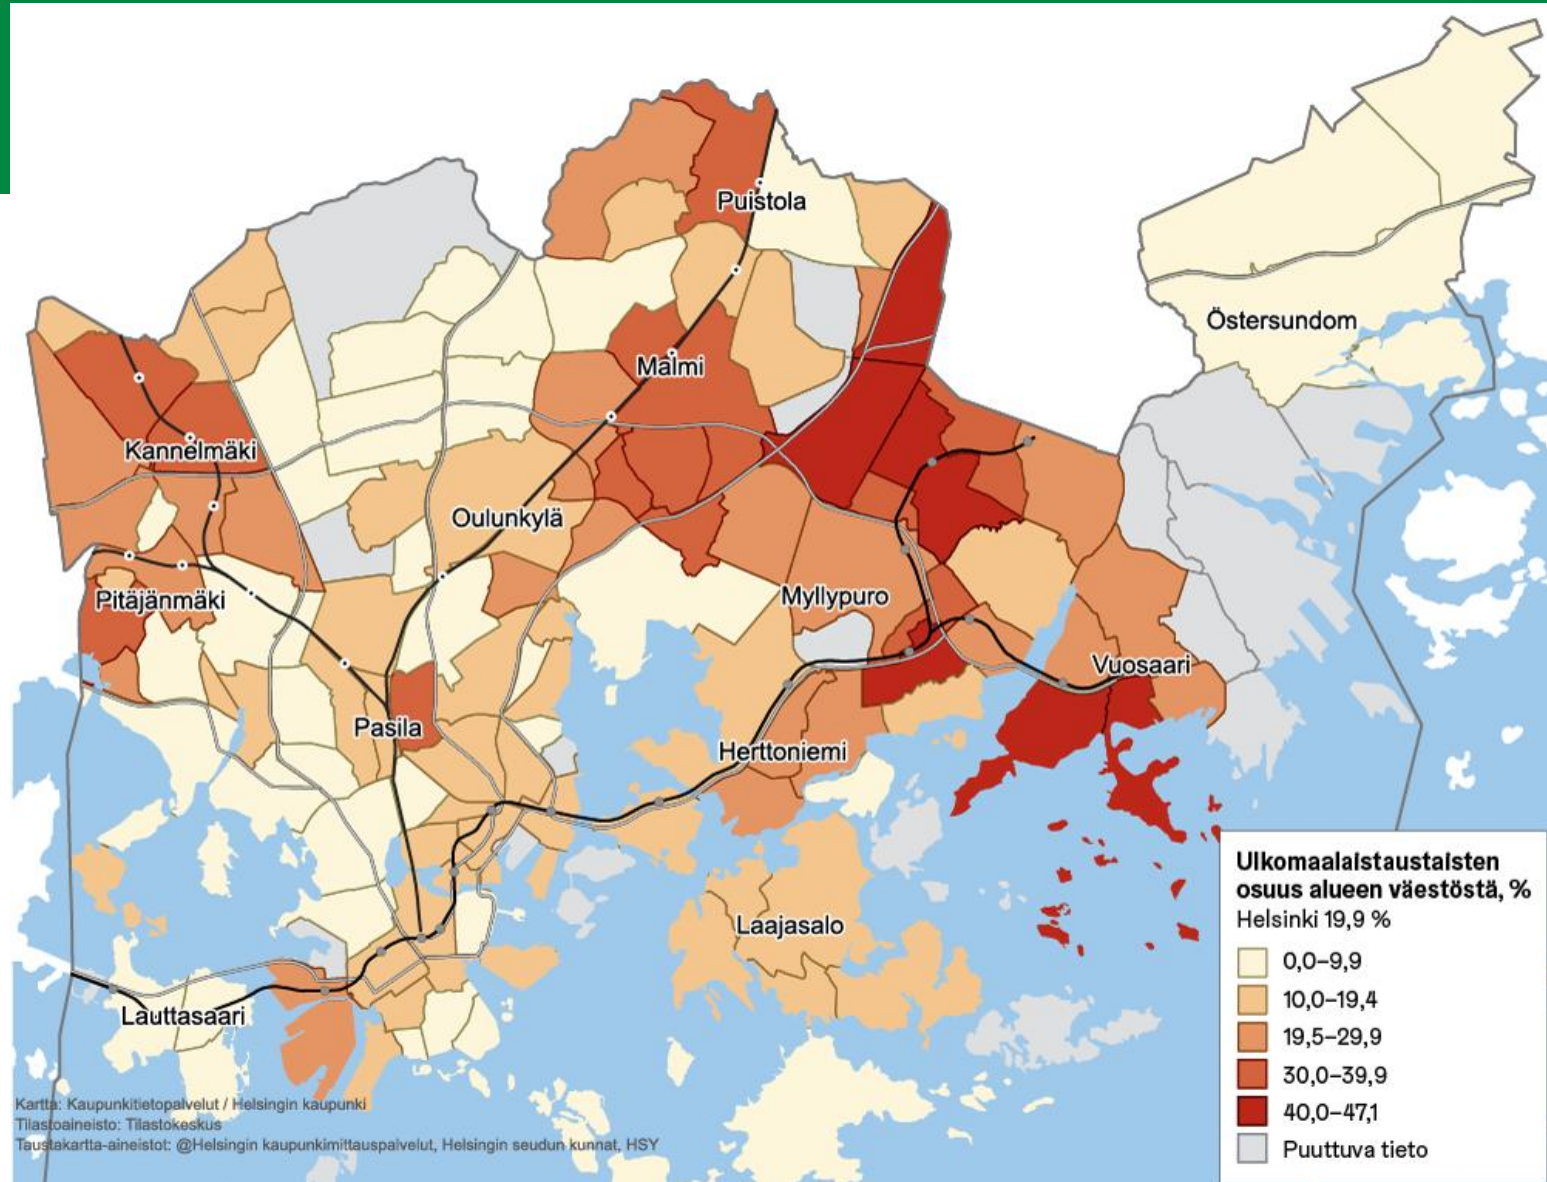 Puistola
Östersundom
Malmi
Kannelmäki
Oulunkylä
Pitäjänmäki
Myllypuro
Vuosaari
Pasila
Herttoniemi
Laajasalo
Lauttasaari
Ulkomaalaistaustaisten
osuus alueen väestöstä, %
Helsinki 19,9 %
0,0–9,9
10,0–19,4
19,5–29,9
30,0–39,9
40,0–47,1
Puuttuva tieto
Kartta: Kaupunkitietopalvelut / Helsingin kaupunki
Tilastoaineisto: Tilastokeskus
Taustakartta-aineistot: @Helsingin kaupunkimittauspalvelut, Helsingin seudun kunnat, HSY